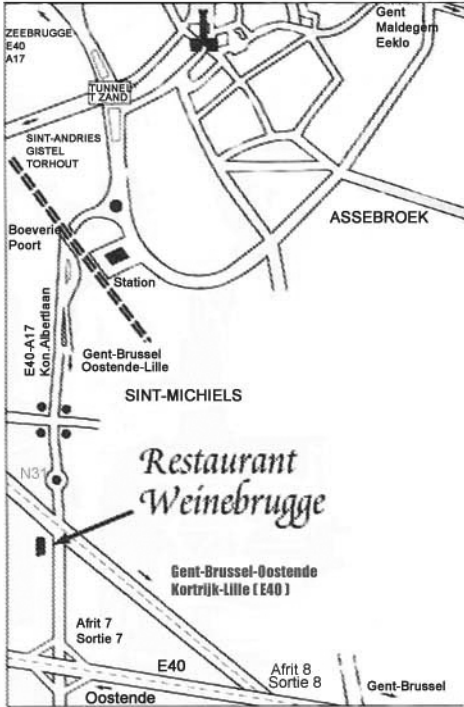 Gent
Maldegem
Eeklo
ZEEBRUGGE
E40
A17
TUNNEL
T ZAND
SINT-ANDRIES
GISTEL
TORHOUT
ASSEBROEK
Boeverie
Poort
Station
E40-A17
Kon.Albertlaan
Gent-Brussel
Oostende-Lille
SINT-MICHIELS
N31
Restaurant
Weinebrugge
Gent-Brussel-Oostende
Kortrijk-Lille ( E40 )
Afrit 7
Sortie 7
E40
Afrit 8
Sortie 8
Oostende
Gent-Brussel